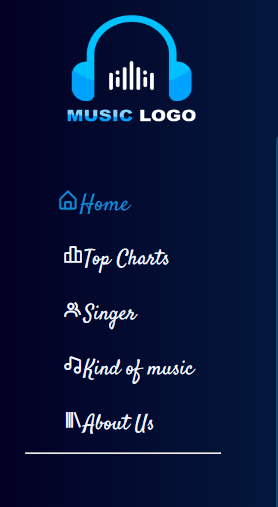 MUSIC LOGO
Home
Top Charts
Singer
Kind of music
About Us